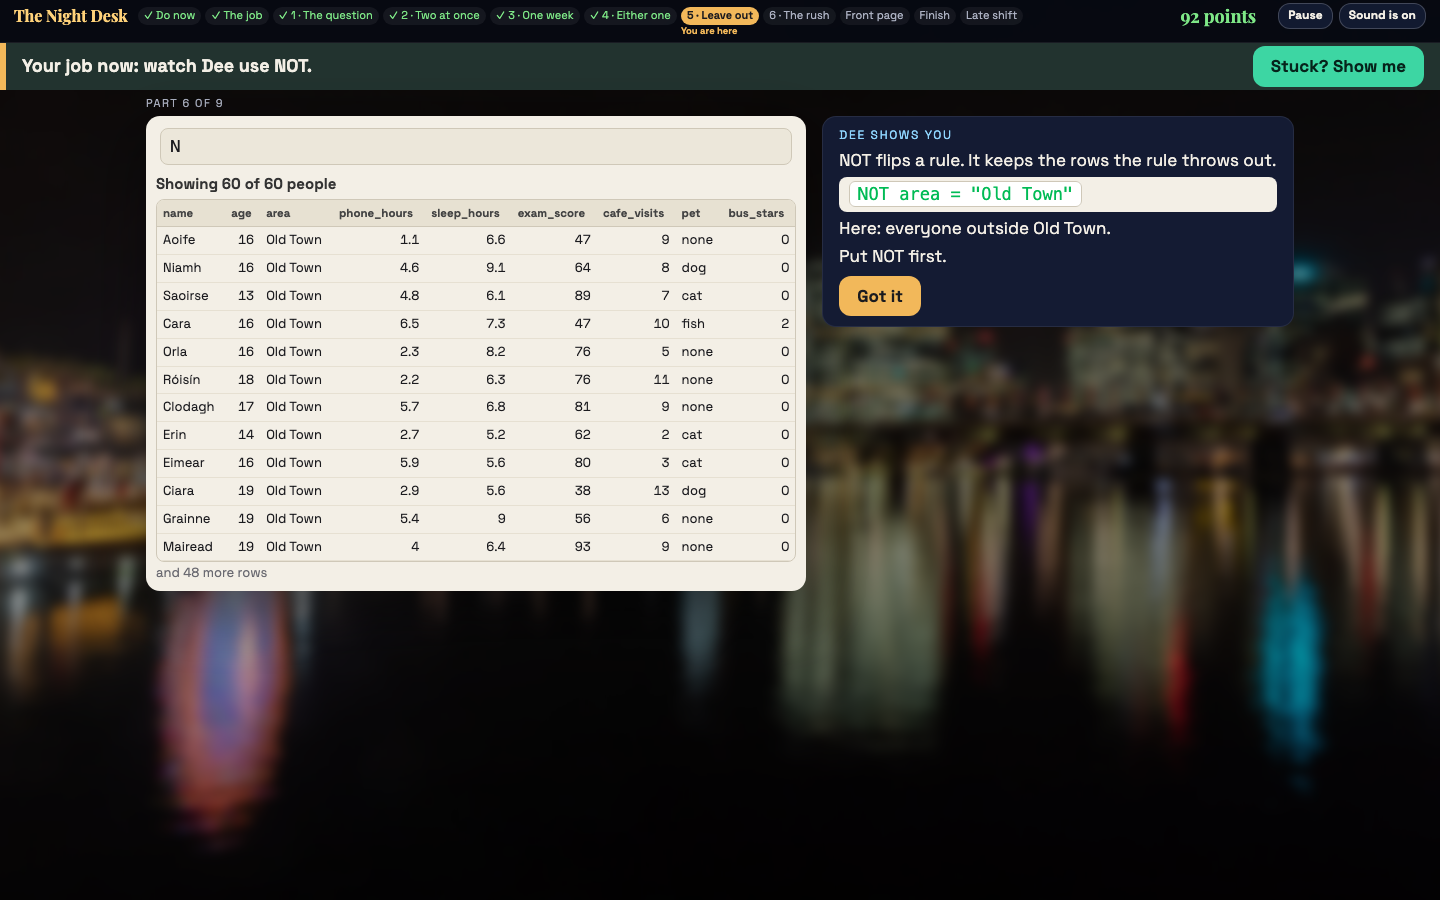 The Night Desk
✓ Do now
✓ The job
✓ 1 · The question
✓ 2 · Two at once
✓ 3 · One week
✓ 4 · Either one
5 · Leave out
You are here
6 · The rush
Front page
Finish
Late shift
92 points
Pause
Sound is on
Your job now: watch Dee use NOT.
Stuck? Show me
PART 6 OF 9
N
Showing 60 of 60 people
name age area phone_hours sleep_hours exam_score cafe_visits pet bus_stars
Aoife 16 Old Town 1.1 6.6 47 9 none 0
Niamh 16 Old Town 4.6 9.1 64 8 dog 0
Saoirse 13 Old Town 4.8 6.1 89 7 cat 0
Cara 16 Old Town 6.5 7.3 47 10 fish 2
Orla 16 Old Town 2.3 8.2 76 5 none 0
Róisín 18 Old Town 2.2 6.3 76 11 none 0
Clodagh 17 Old Town 5.7 6.8 81 9 none 0
Erin 14 Old Town 2.7 5.2 62 2 cat 0
Eimear 16 Old Town 5.9 5.6 80 3 cat 0
Ciara 19 Old Town 2.9 5.6 38 13 dog 0
Grainne 19 Old Town 5.4 9 56 6 none 0
Mairead 19 Old Town 4 6.4 93 9 none 0
and 48 more rows
DEE SHOWS YOU
NOT flips a rule. It keeps the rows the rule throws out.
NOT area = "Old Town"
Here: everyone outside Old Town.
Put NOT first.
Got it